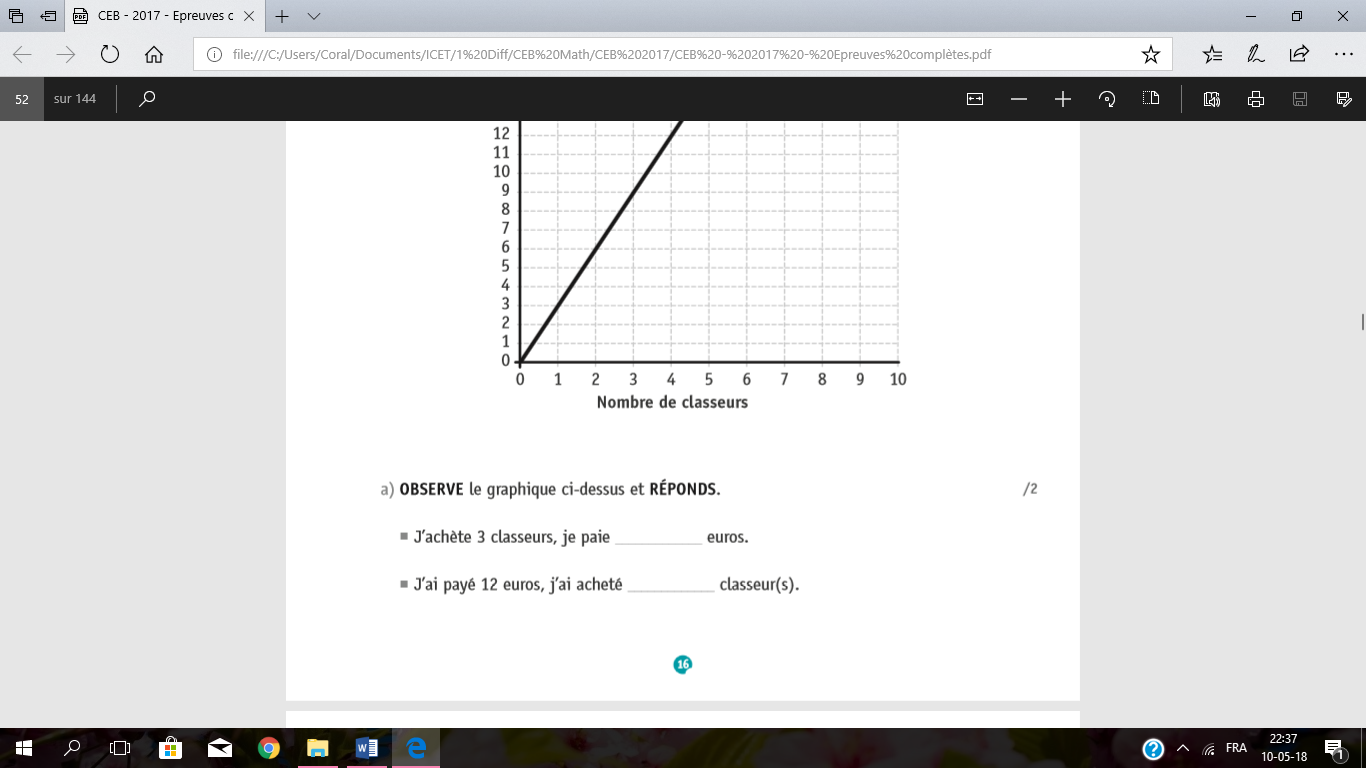 CEB - 2017 - Epreuves c
file:///C:/Users/Coral/Documents/ICET/1%20Diff/CEB%20Math/CEB%202017/CEB%20-%202017%20-%20Epreuves%20complètes.pdf
52 sur 144
12
11
10
9
8
7
6
5
4
3
2
1
0
0 1 2 3 4 5 6 7 8 9 10
Nombre de classeurs
a) OBSERVE le graphique ci-dessus et RÉPONDS. /2
J'achète 3 classeurs, je paie __________ euros.
J'ai payé 12 euros, j'ai acheté __________ classeur(s).
16
FRA
22:37
10-05-18
1